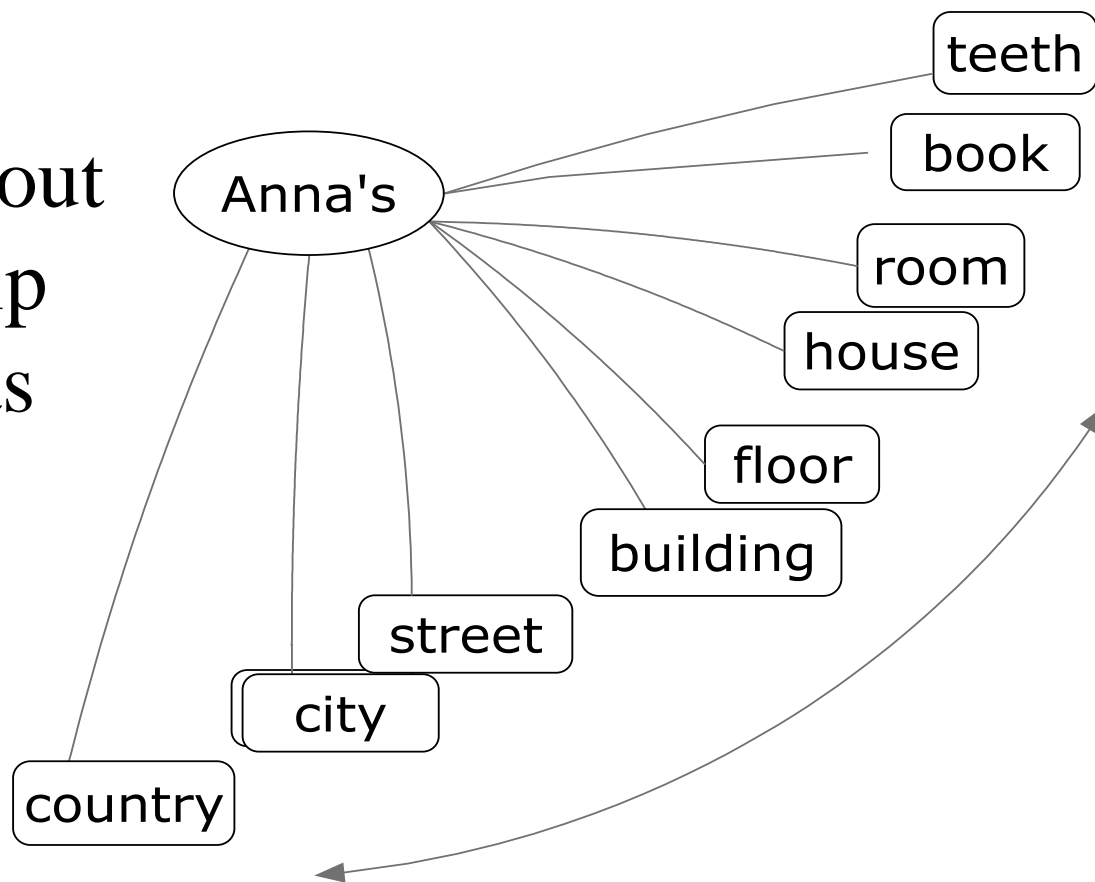 teeth
book
out
Anna's
room
house
floor
building
street
city
country